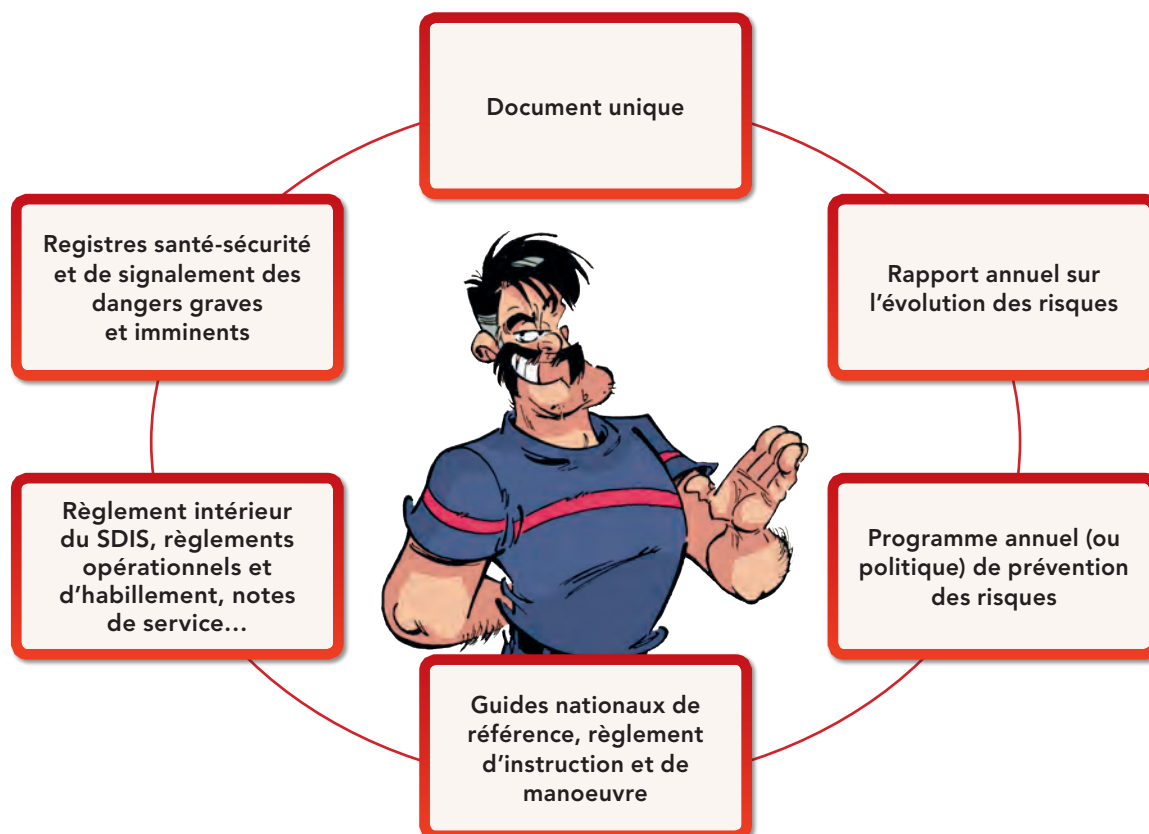 Document unique
Registres santé-sécurité
et de signalement des
dangers graves
et imminents
Rapport annuel sur
l'évolution des risques
Règlement intérieur
du SDIS, règlements
opérationnels et
d'habillement, notes
de service…
Programme annuel (ou
politique) de prévention
des risques
Guides nationaux de
référence, règlement
d'instruction et de
manoeuvre